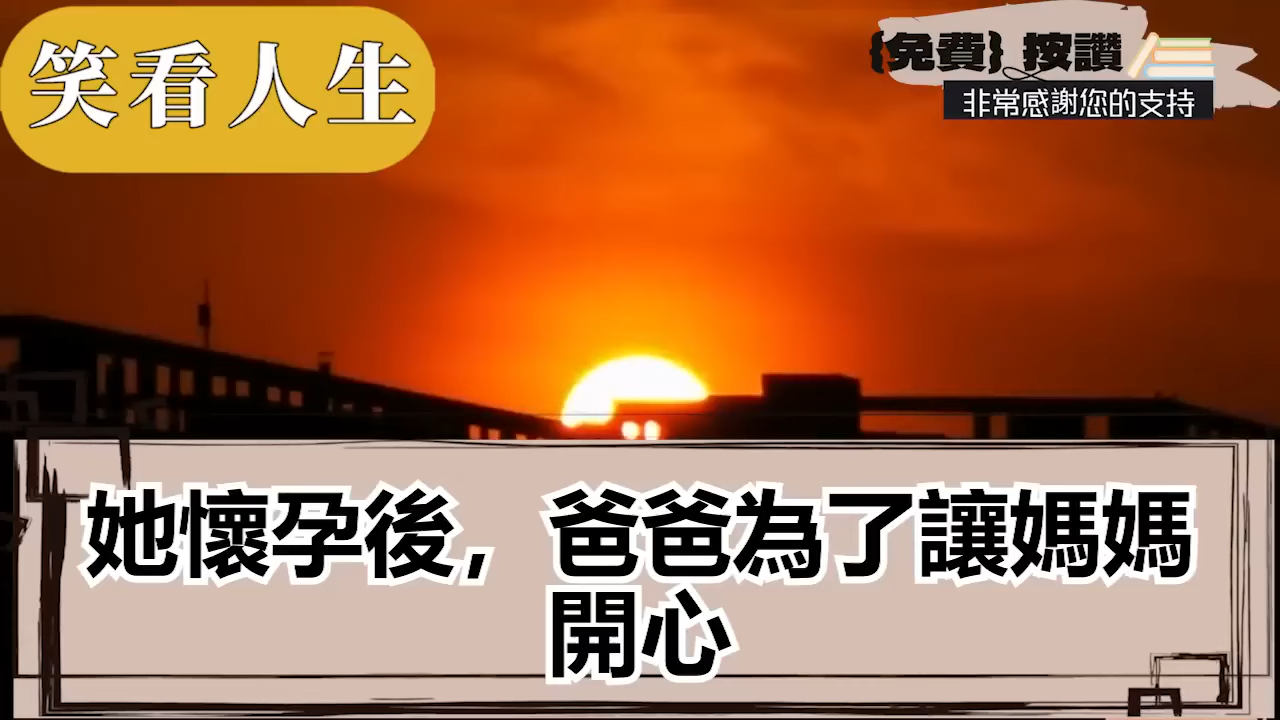 笑看人生
{免費} 按讚
非常感謝您的支持
她懷孕後，爸爸為了讓媽媽
開心